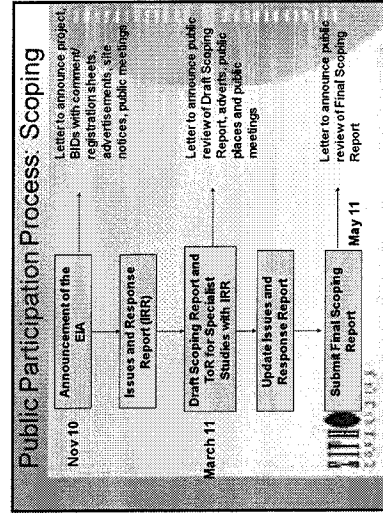 Public Participation Process: Scoping
Nov 10
Announcement of the
EIA
Letter to announce project,
BIDs with comment/
registration sheets,
advertisements, site
notices, public meetings
Issues and Response
Report (IRR)
March 11
Draft Scoping Report and
ToR for Specialist
Studies with IRR
Letter to announce public
review of Draft Scoping
Report, adverts, public
places and public
meetings
Update Issues and
Response Report
Submit Final Scoping
Report
May 11
Letter to announce public
review of Final Scoping
Report